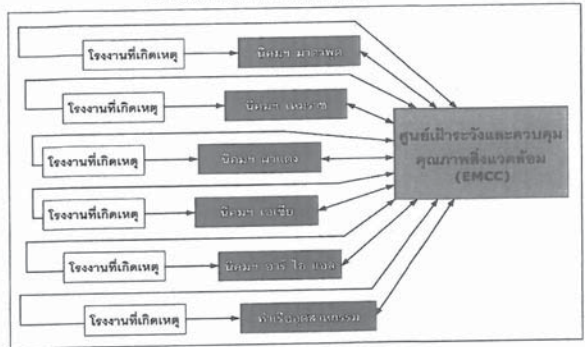 โรงงานที่เกิดเหตุ
นิคมฯ มาบตาพุด
โรงงานที่เกิดเหตุ
นิคมฯ เหมราช
โรงงานที่เกิดเหตุ
นิคมฯ ผาแดง
โรงงานที่เกิดเหตุ
นิคมฯ เอเซีย
โรงงานที่เกิดเหตุ
นิคมฯ อาร์ ไอ แอล
โรงงานที่เกิดเหตุ
ท่าเรืออุตสาหกรรม
ศูนย์เฝ้าระวังและควบคุม
คุณภาพสิ่งแวดล้อม
(EMCC)